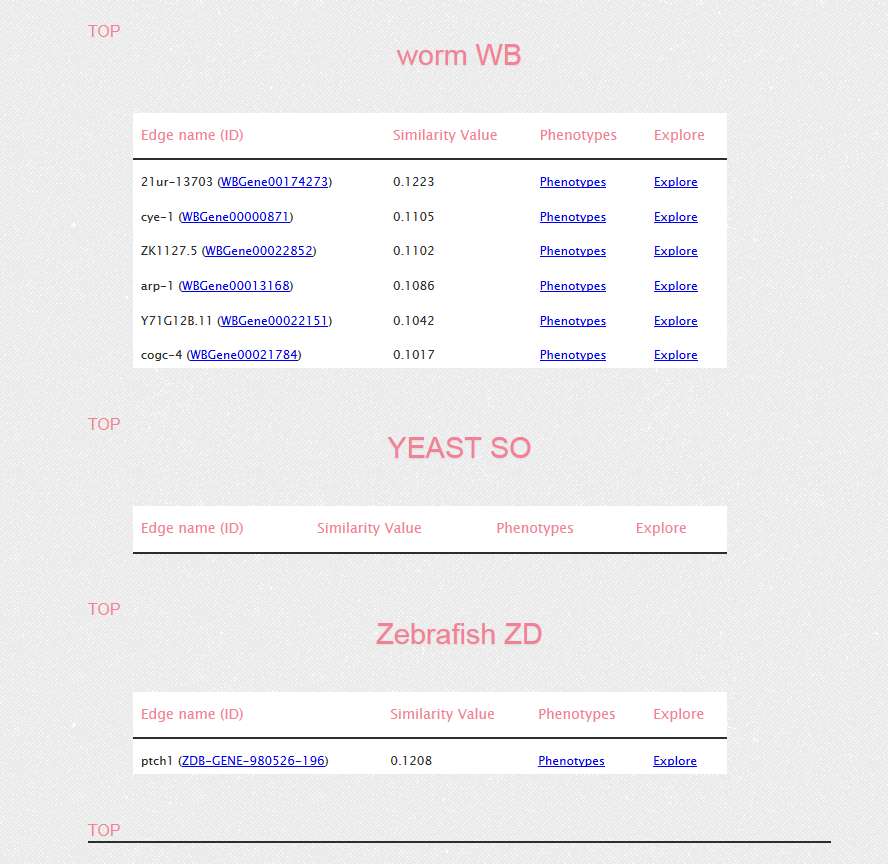 TOP
worm WB
Edge name (ID) Similarity Value Phenotypes Explore
21ur-13703 (WBGene00174273) 0.1223 Phenotypes Explore
cye-1 (WBGene00000871) 0.1105 Phenotypes Explore
ZK1127.5 (WBGene00022852) 0.1102 Phenotypes Explore
arp-1 (WBGene00013168) 0.1086 Phenotypes Explore
Y71G12B.11 (WBGene00022151) 0.1042 Phenotypes Explore
cogc-4 (WBGene00021784) 0.1017 Phenotypes Explore
TOP
YEAST SO
Edge name (ID) Similarity Value Phenotypes Explore
TOP
Zebrafish ZD
Edge name (ID) Similarity Value Phenotypes Explore
ptch1 (ZDB-GENE-980526-196) 0.1208 Phenotypes Explore
TOP